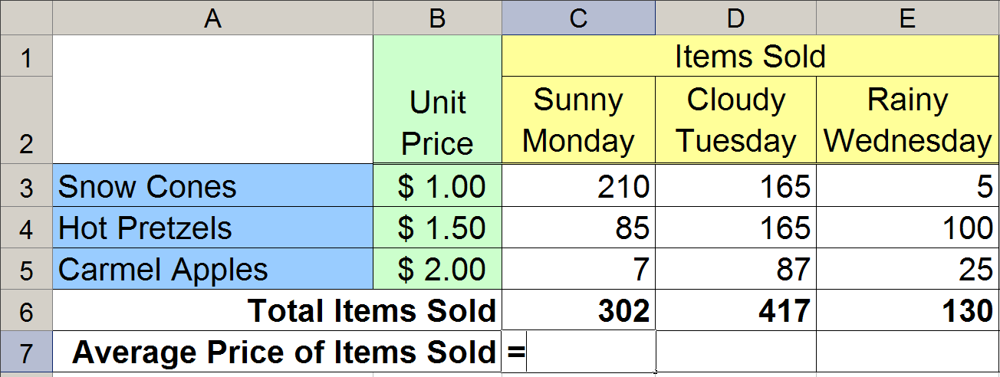 A B C D E
1 Items Sold
2 Unit Price Sunny Monday Cloudy Tuesday Rainy Wednesday
3 Snow Cones $ 1.00 210 165 5
4 Hot Pretzels $ 1.50 85 165 100
5 Carmel Apples $ 2.00 7 87 25
6 Total Items Sold 302 417 130
7 Average Price of Items Sold =